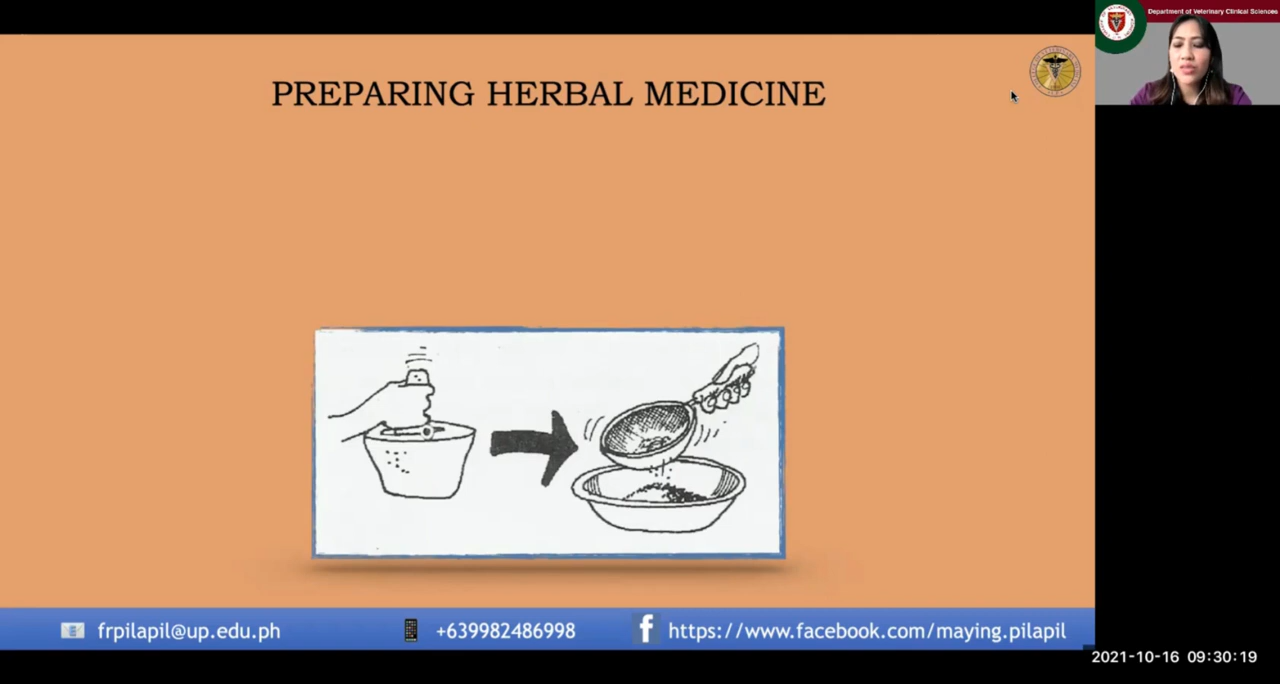 Department of Veterinary Clinical Sciences
PREPARING HERBAL MEDICINE
frpilapil@up.edu.ph
+639982486998
https://www.facebook.com/maying.pilapil
2021-10-16 09:30:19